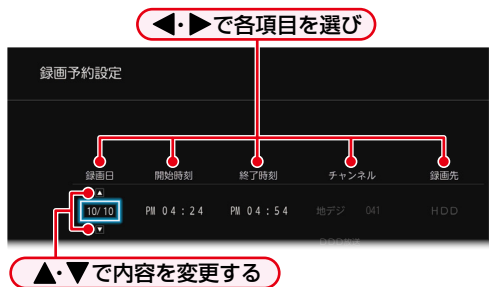 ◀・▶で各項目を選び
録画予約設定
録画日 開始時刻 終了時刻 チャンネル 録画先
▲
10/10 PM 04:24 PM 04:54 地デジ 041 HDD
▼
▲・▼で内容を変更する